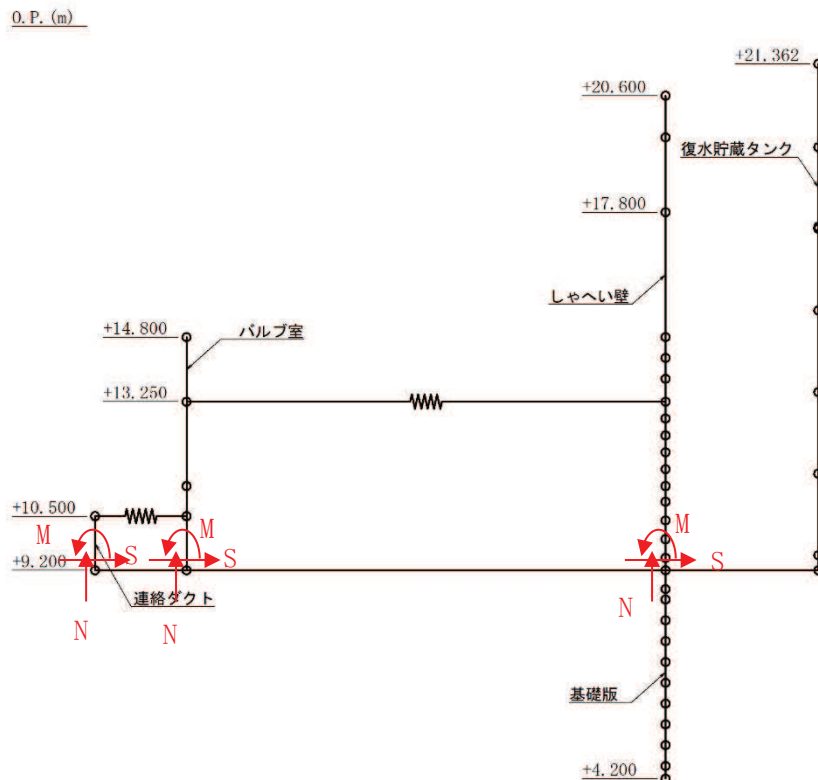 O.P.(m)
+21.362
+20.600
復水貯蔵タンク
+17.800
しゃへい壁
+14.800
バルブ室
+13.250
+10.500
M
M
M
S
S
S
+9.200
連絡ダクト
N
N
N
基礎版
+4.200